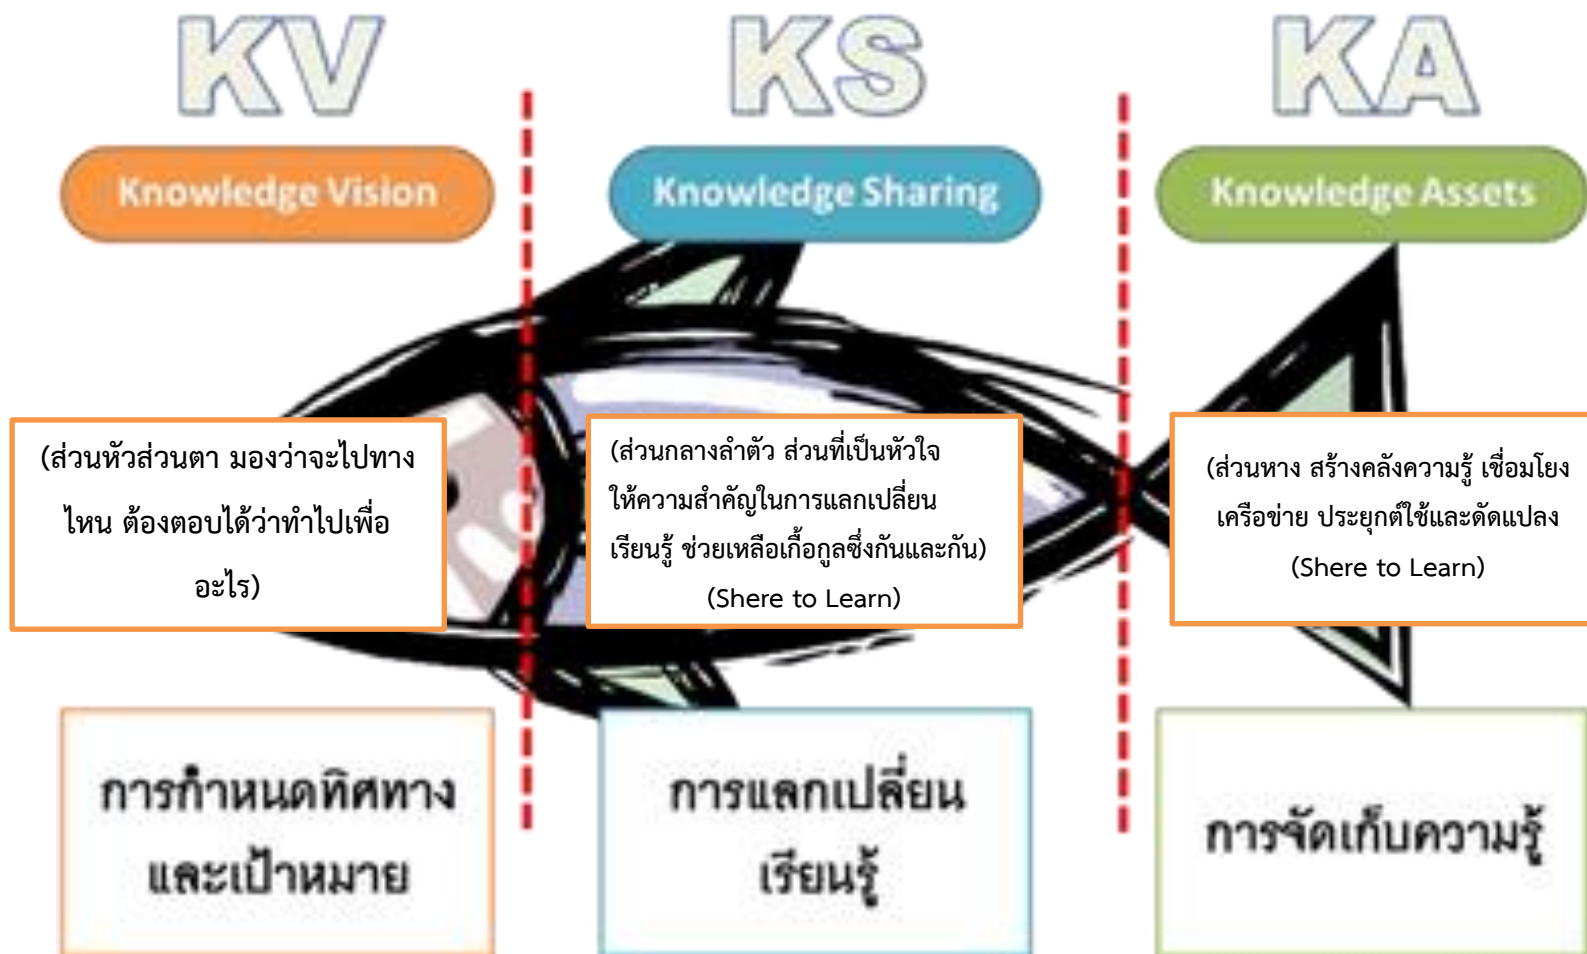 KV
KS
KA
Knowledge Vision
Knowledge Sharing
Knowledge Assets
(ส่วนหัวส่วนตา มองว่าจะไปทาง
ไหน ต้องตอบได้ว่าทำไปเพื่อ
อะไร)
(ส่วนกลางลำตัว ส่วนที่เป็นหัวใจ
ให้ความสำคัญในการแลกเปลี่ยน
เรียนรู้ ช่วยเหลือเกื้อกูลซึ่งกันและกัน)
(Shere to Learn)
(ส่วนหาง สร้างคลังความรู้ เชื่อมโยง
เครือข่าย ประยุกต์ใช้และดัดแปลง
(Shere to Learn)
การกำหนดทิศทาง
และเป้าหมาย
การแลกเปลี่ยน
เรียนรู้
การจัดเก็บความรู้